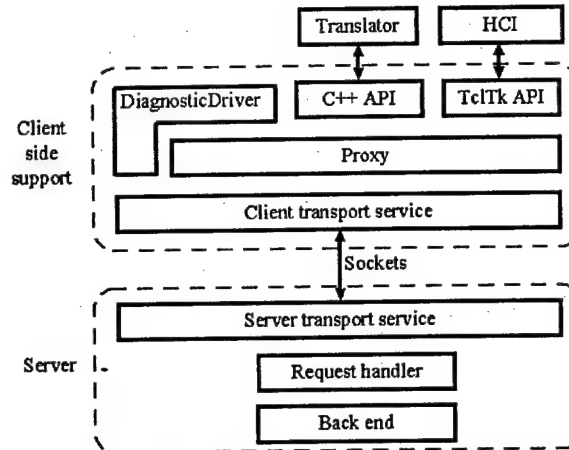 Translator
HCI
DiagnosticDriver
C++ API
TclTk API
Client
side
support
Proxy
Client transport service
Sockets
Server transport service
Server
Request handler
Back end